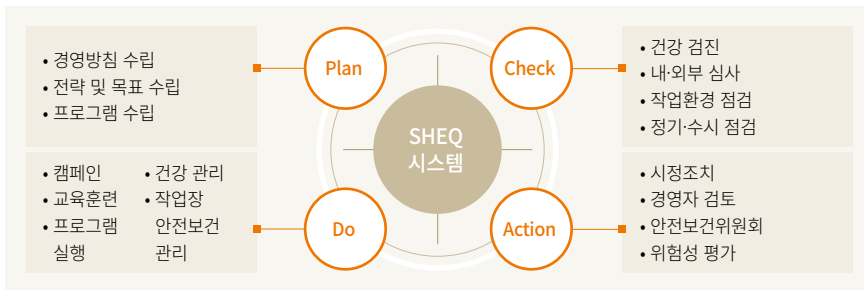 • 경영방침 수립
• 전략 및 목표 수립
• 프로그램 수립
Plan
Check
• 건강 검진
• 내·외부 심사
• 작업환경 점검
• 정기·수시 점검
SHEQ
시스템
• 캠페인
• 교육훈련
• 프로그램
실행
• 건강 관리
• 작업장
안전보건
관리
Do
Action
• 시정조치
• 경영자 검토
• 안전보건위원회
• 위험성 평가